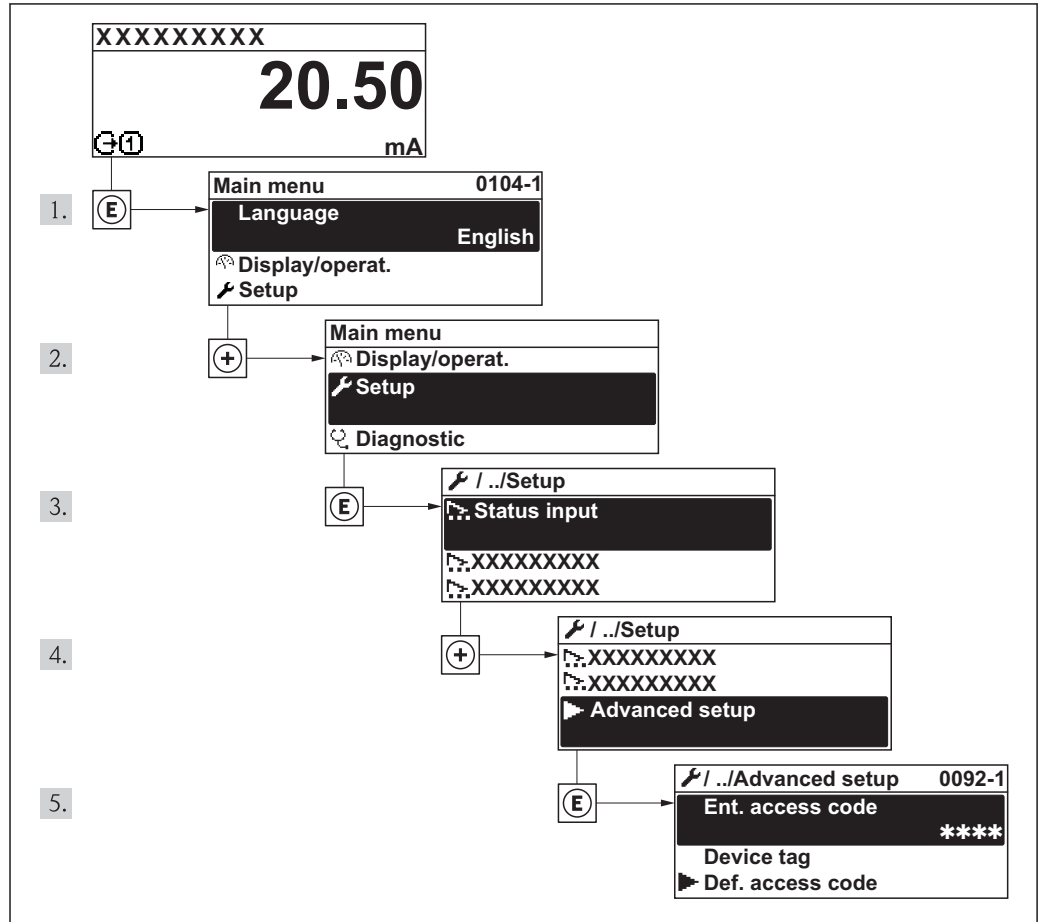 XXXXXXXXX
20.50
1 mA
1. E Main menu 0104-1
Language
English
Display/operat.
Setup
2. + Main menu
Display/operat.
Setup
Diagnostic
3. E / ../Setup
Status input
XXXXXXXXX
XXXXXXXXX
4. + / ../Setup
XXXXXXXXX
XXXXXXXXX
Advanced setup
5. E / ../Advanced setup 0092-1
Ent. access code
****
Device tag
Def. access code